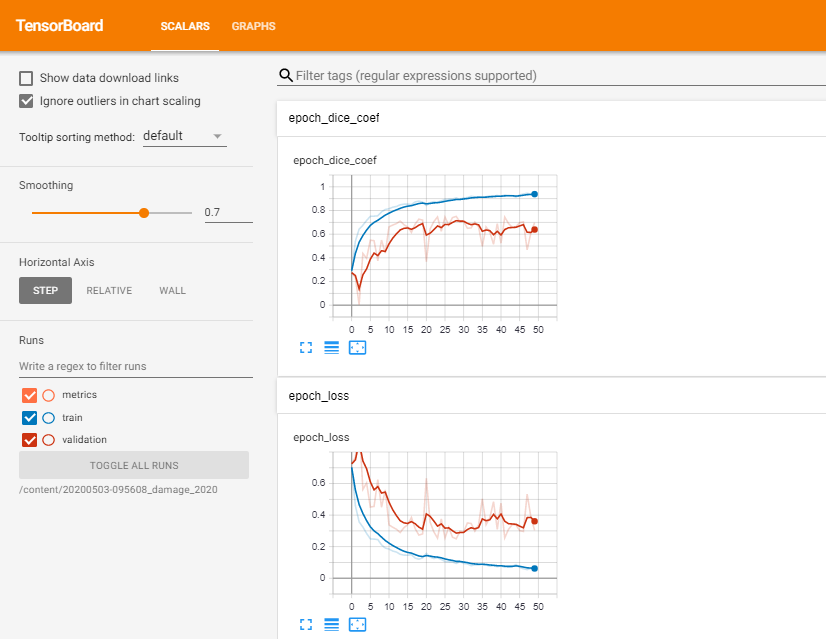 TensorBoard
SCALARS GRAPHS
Show data download links
Ignore outliers in chart scaling
Tooltip sorting method: default
Smoothing
0.7
Horizontal Axis
STEP RELATIVE WALL
Runs
Write a regex to filter runs
metrics
train
validation
TOGGLE ALL RUNS
/content/20200503-095608_damage_2020
Filter tags (regular expressions supported)
epoch_dice_coef
epoch_dice_coef
1
0.8
0.6
0.4
0.2
0
0 5 10 15 20 25 30 35 40 45 50
epoch_loss
epoch_loss
0.6
0.4
0.2
0
0 5 10 15 20 25 30 35 40 45 50